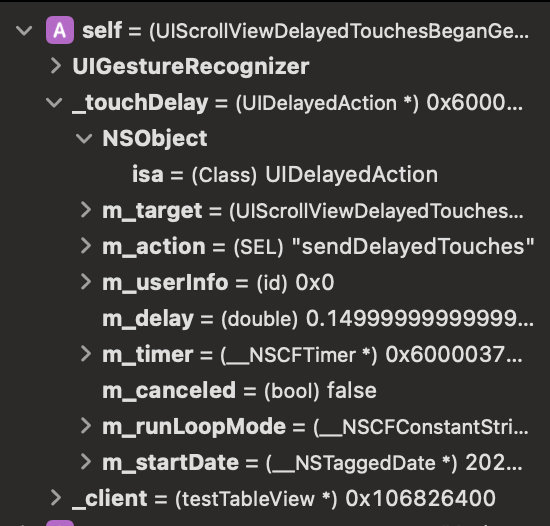 A self = (UIScrollViewDelayedTouchesBeganGe...
UIGestureRecognizer
_touchDelay = (UIDelayedAction *) 0x6000...
NSObject
isa = (Class) UIDelayedAction
m_target = (UIScrollViewDelayedTouches...
m_action = (SEL) "sendDelayedTouches"
m_userInfo = (id) 0x0
m_delay = (double) 0.14999999999999...
m_timer = (__NSCFTimer *) 0x6000037...
m_canceled = (bool) false
m_runLoopMode = (__NSCFConstantStri...
m_startDate = (__NSTaggedDate *) 202...
_client = (testTableView *) 0x106826400